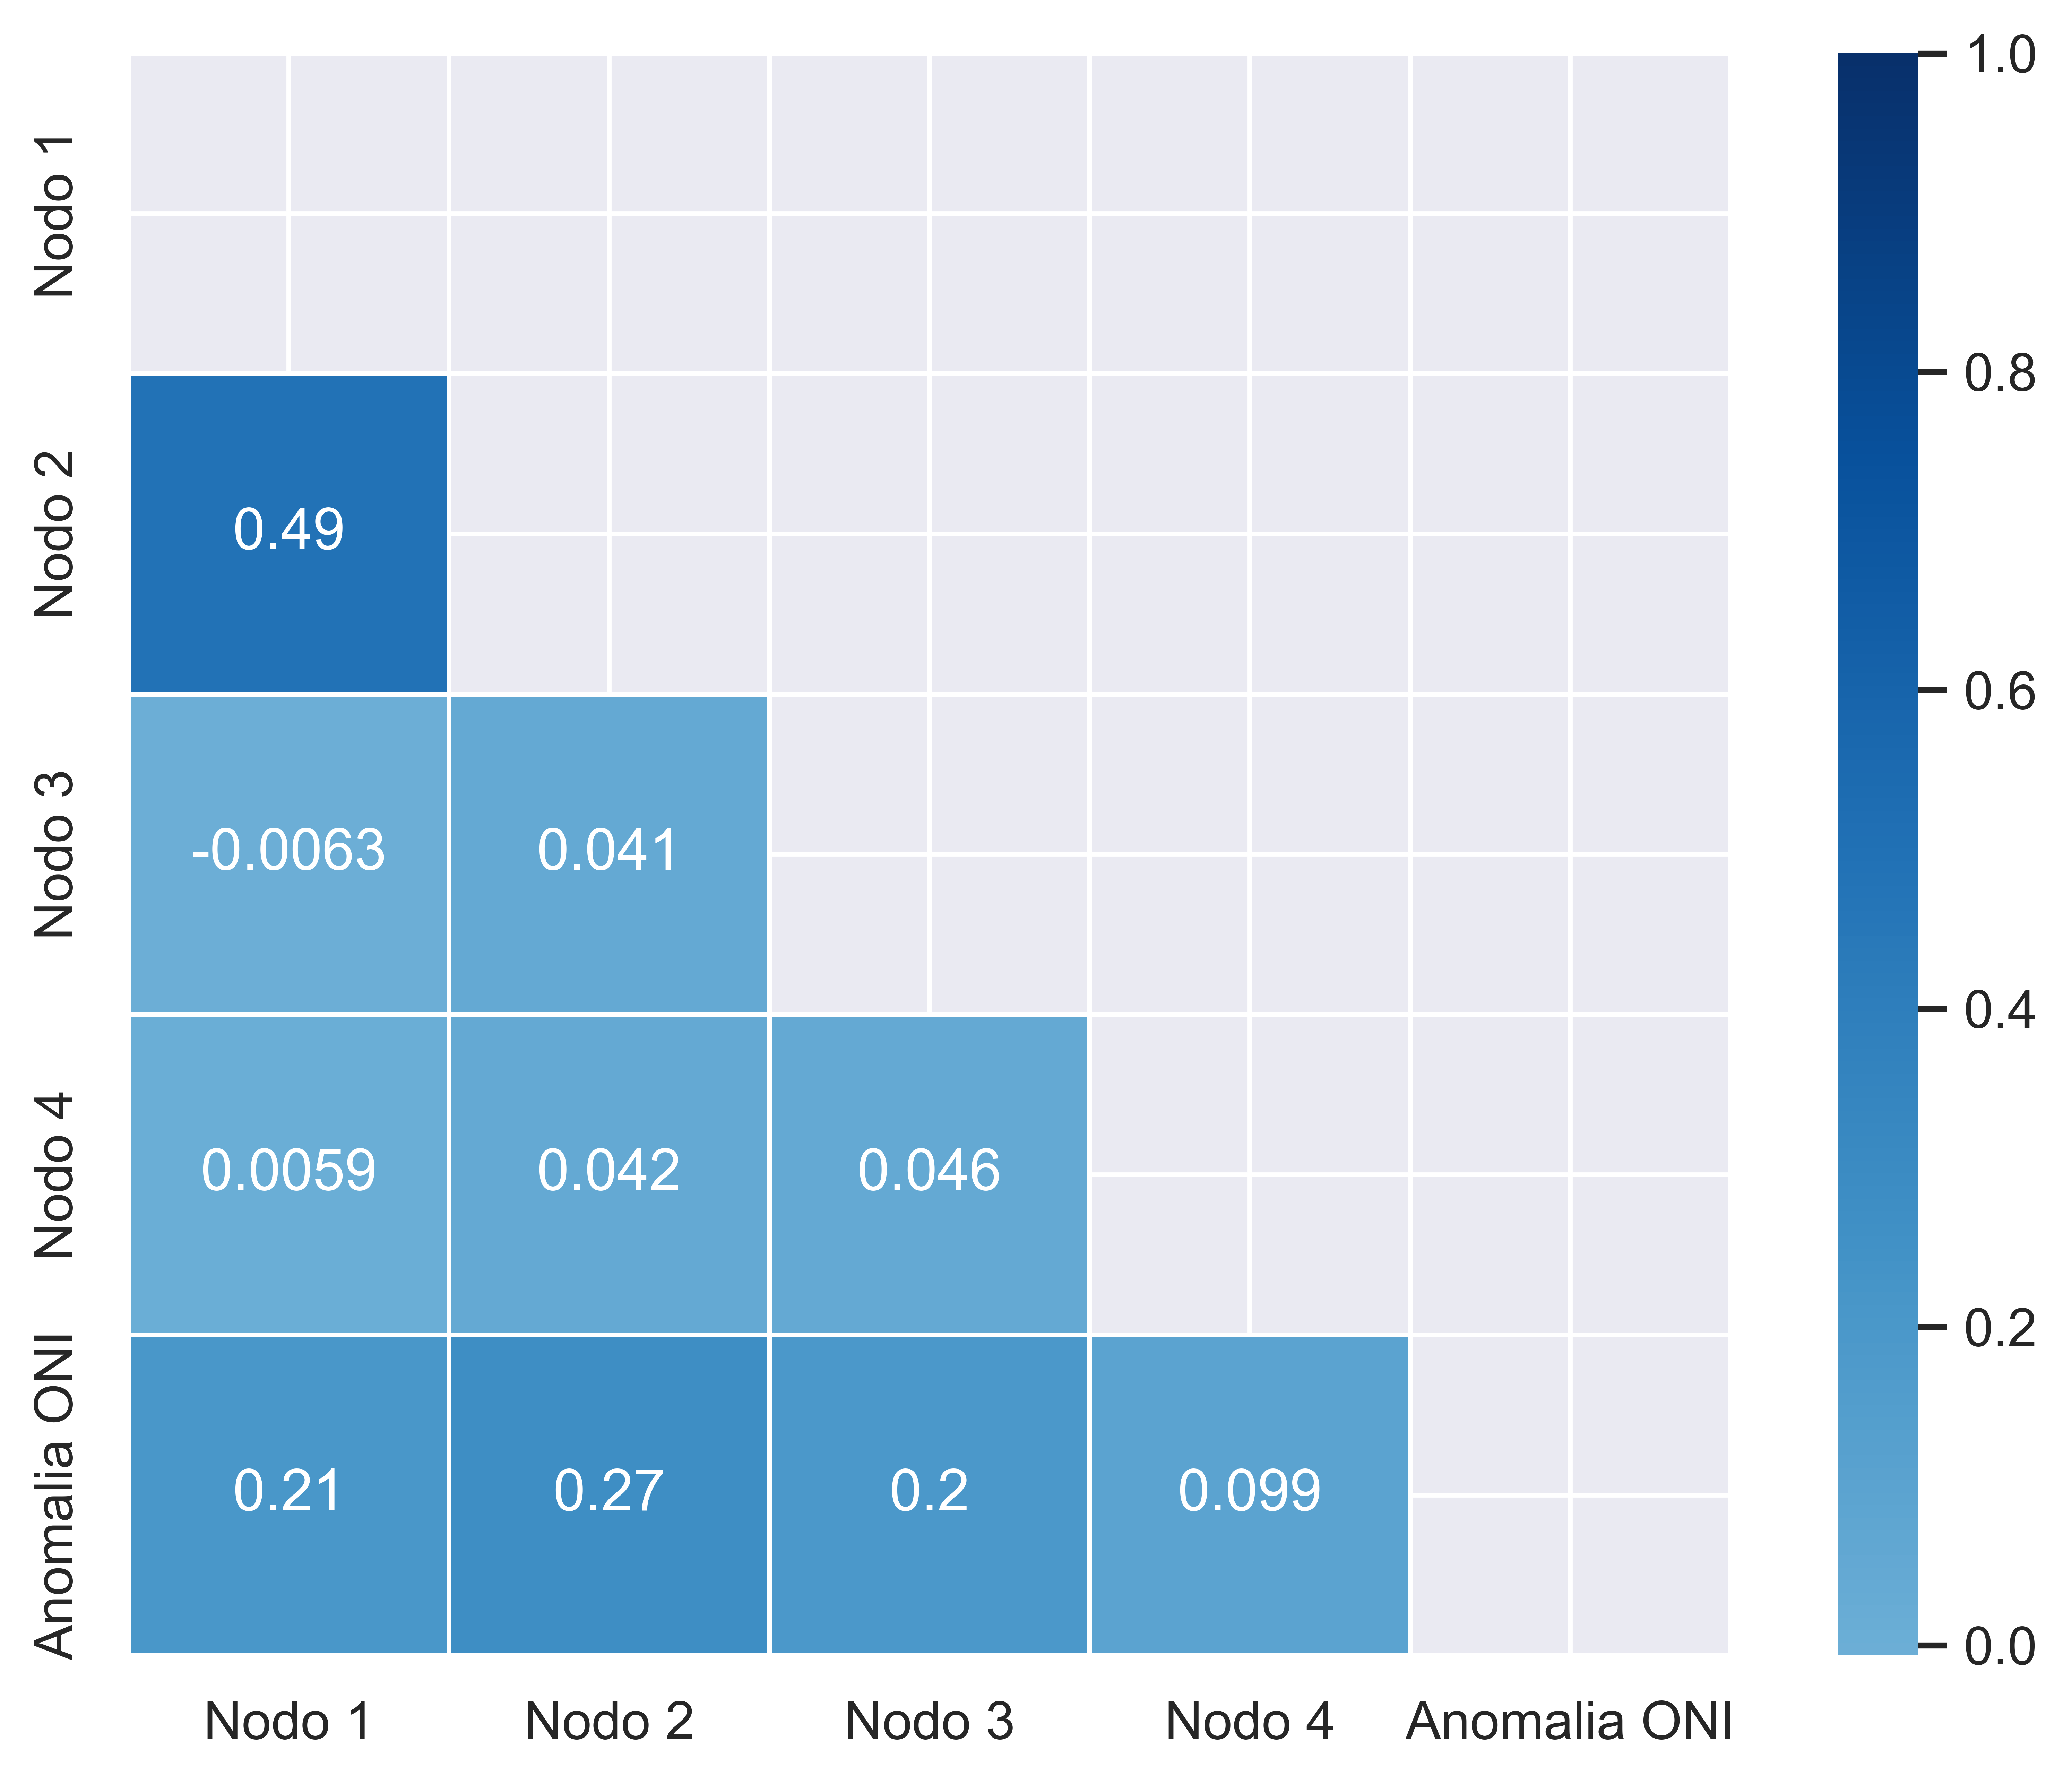 Nodo 1
Nodo 2
0.49
Nodo 3
-0.0063 0.041
Nodo 4
0.0059 0.042 0.046
Anomalia ONI
0.21 0.27 0.2 0.099
Nodo 1 Nodo 2 Nodo 3 Nodo 4 Anomalia ONI
1.0
0.8
0.6
0.4
0.2
0.0